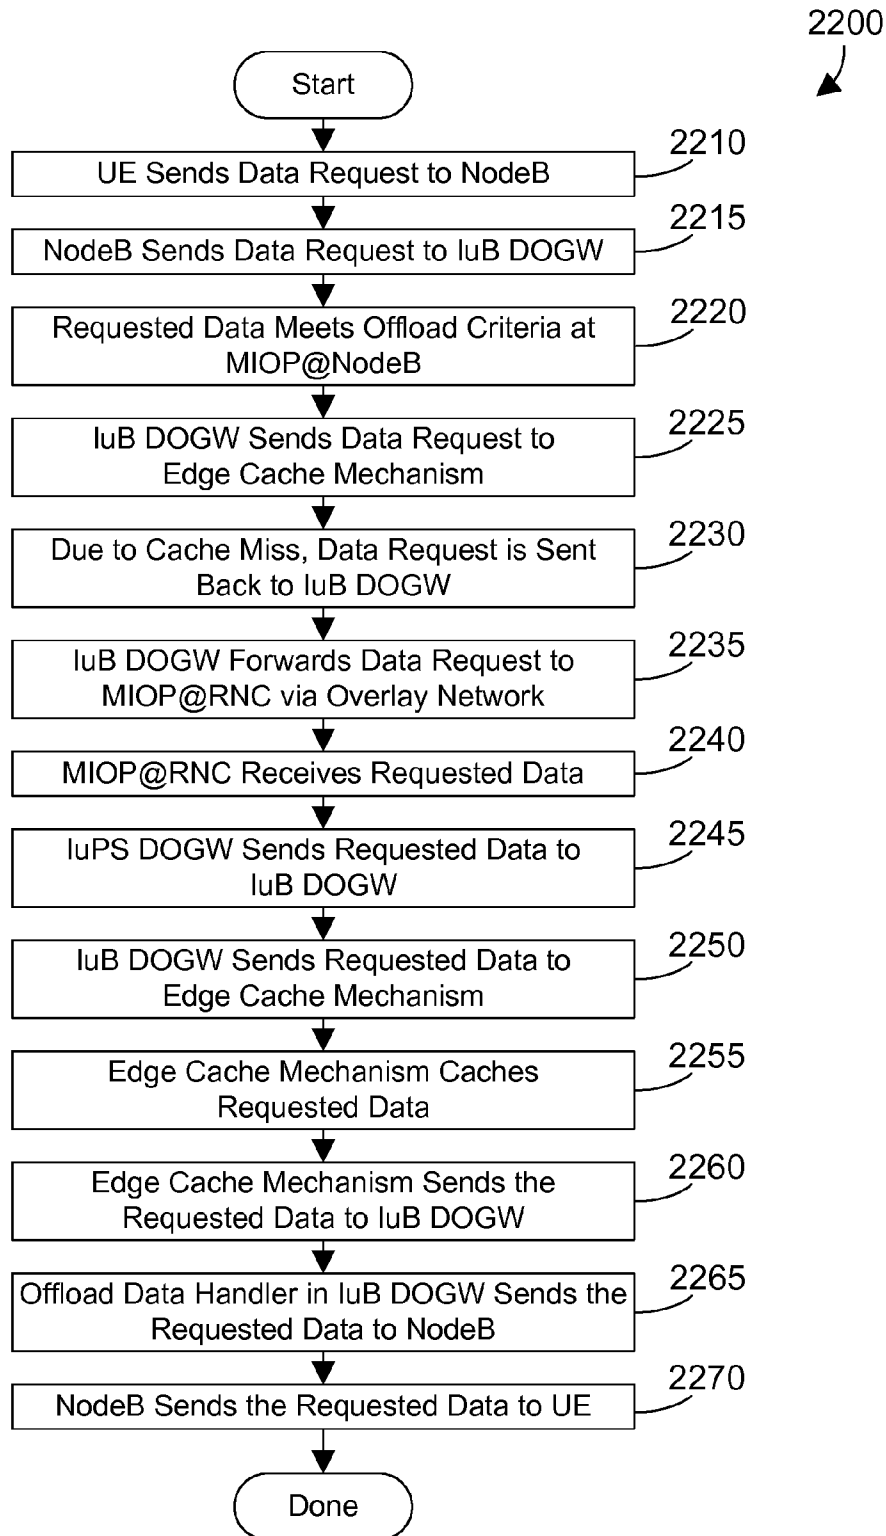 2200
Start
2210
UE Sends Data Request to NodeB
2215
NodeB Sends Data Request to IuB DOGW
2220
Requested Data Meets Offload Criteria at
MIOP@NodeB
2225
IuB DOGW Sends Data Request to
Edge Cache Mechanism
2230
Due to Cache Miss, Data Request is Sent
Back to IuB DOGW
2235
IuB DOGW Forwards Data Request to
MIOP@RNC via Overlay Network
2240
MIOP@RNC Receives Requested Data
2245
IuPS DOGW Sends Requested Data to
IuB DOGW
2250
IuB DOGW Sends Requested Data to
Edge Cache Mechanism
2255
Edge Cache Mechanism Caches
Requested Data
2260
Edge Cache Mechanism Sends the
Requested Data to IuB DOGW
2265
Offload Data Handler in IuB DOGW Sends the
Requested Data to NodeB
2270
NodeB Sends the Requested Data to UE
Done